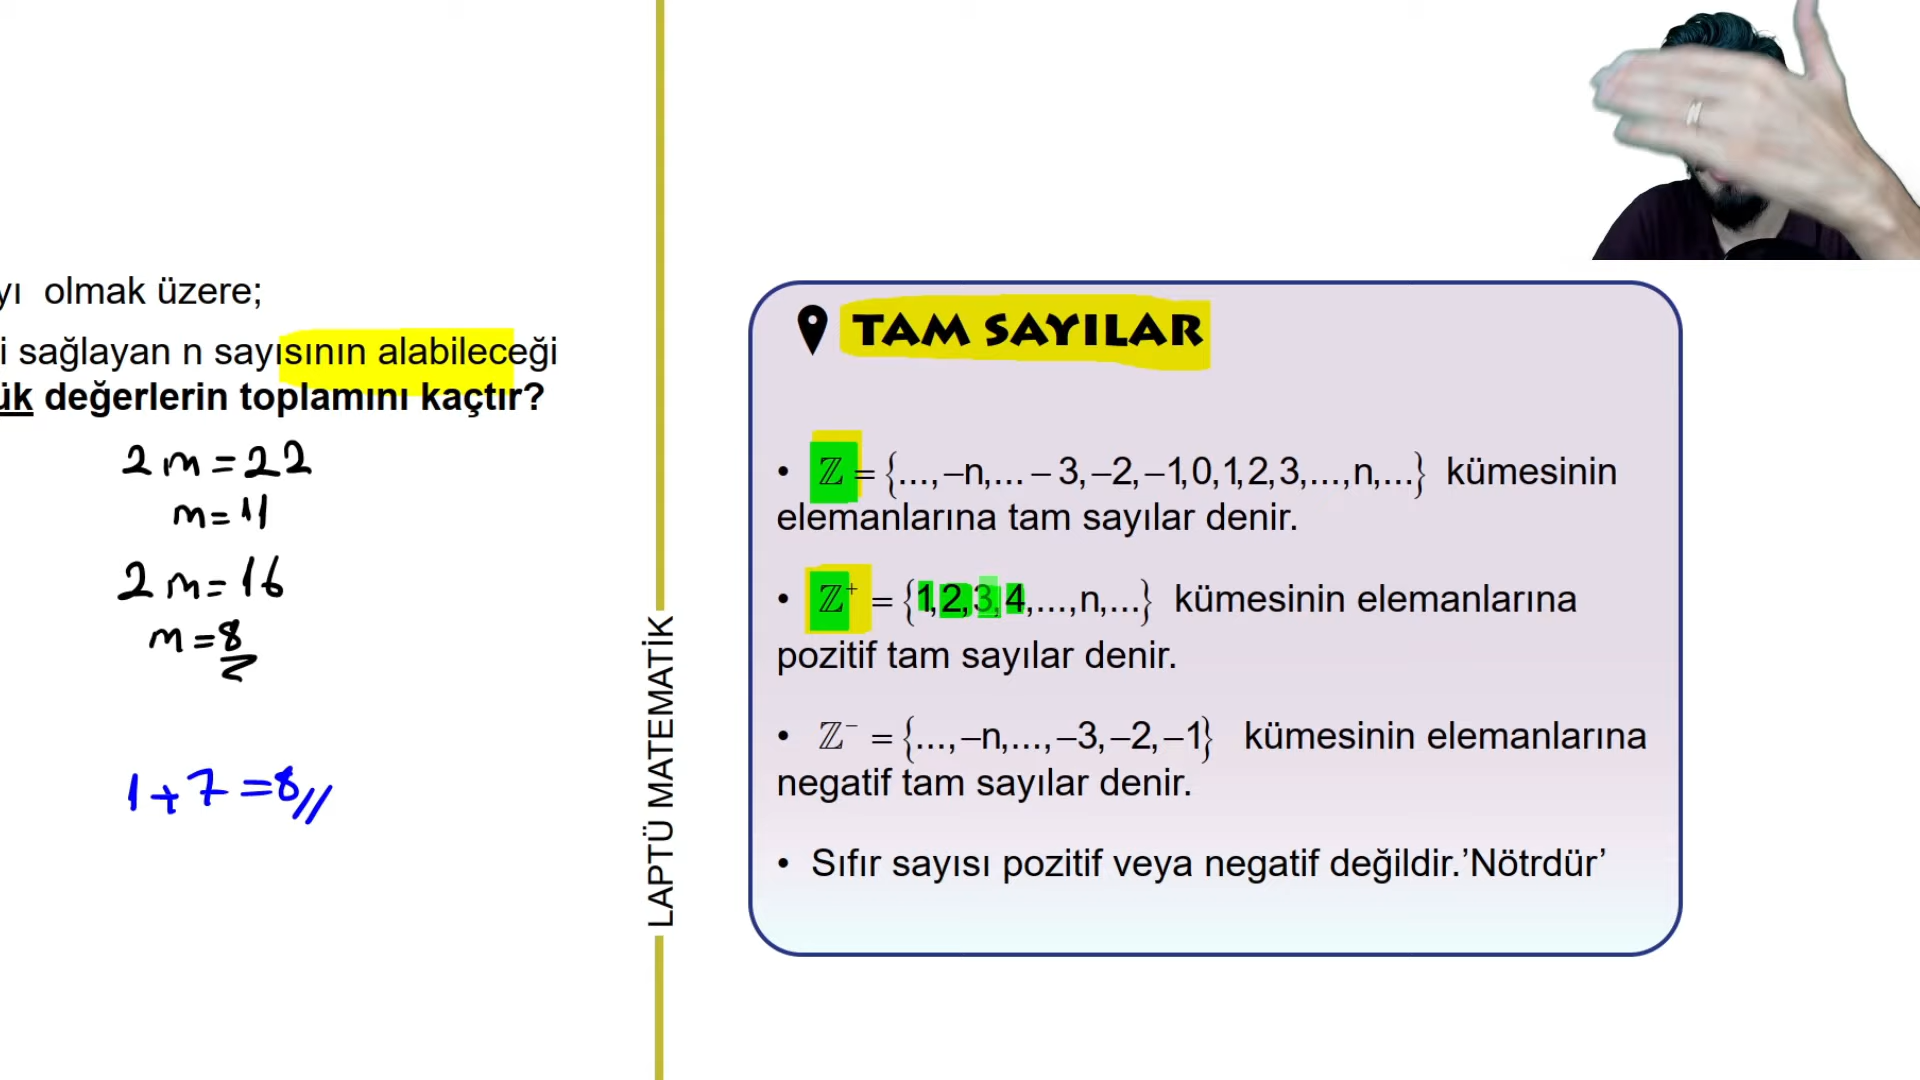 olmak üzere;
i sağlayan n sayısının alabileceği
değerlerin toplamını kaçtır?
2m=22
m=11
2m=16
m=8
1+7=8//
LAPTÜ MATEMATİK
TAM SAYILAR
• ℤ = {...,–n,...– 3,–2,–1,0,1,2,3,...,n,...} kümesinin
elemanlarına tam sayılar denir.
• ℤ⁺ = {1,2,3,4,...,n,...} kümesinin elemanlarına
pozitif tam sayılar denir.
• ℤ⁻ = {...,–n,...,–3,–2,–1} kümesinin elemanlarına
negatif tam sayılar denir.
• Sıfır sayısı pozitif veya negatif değildir.’Nötrdür’